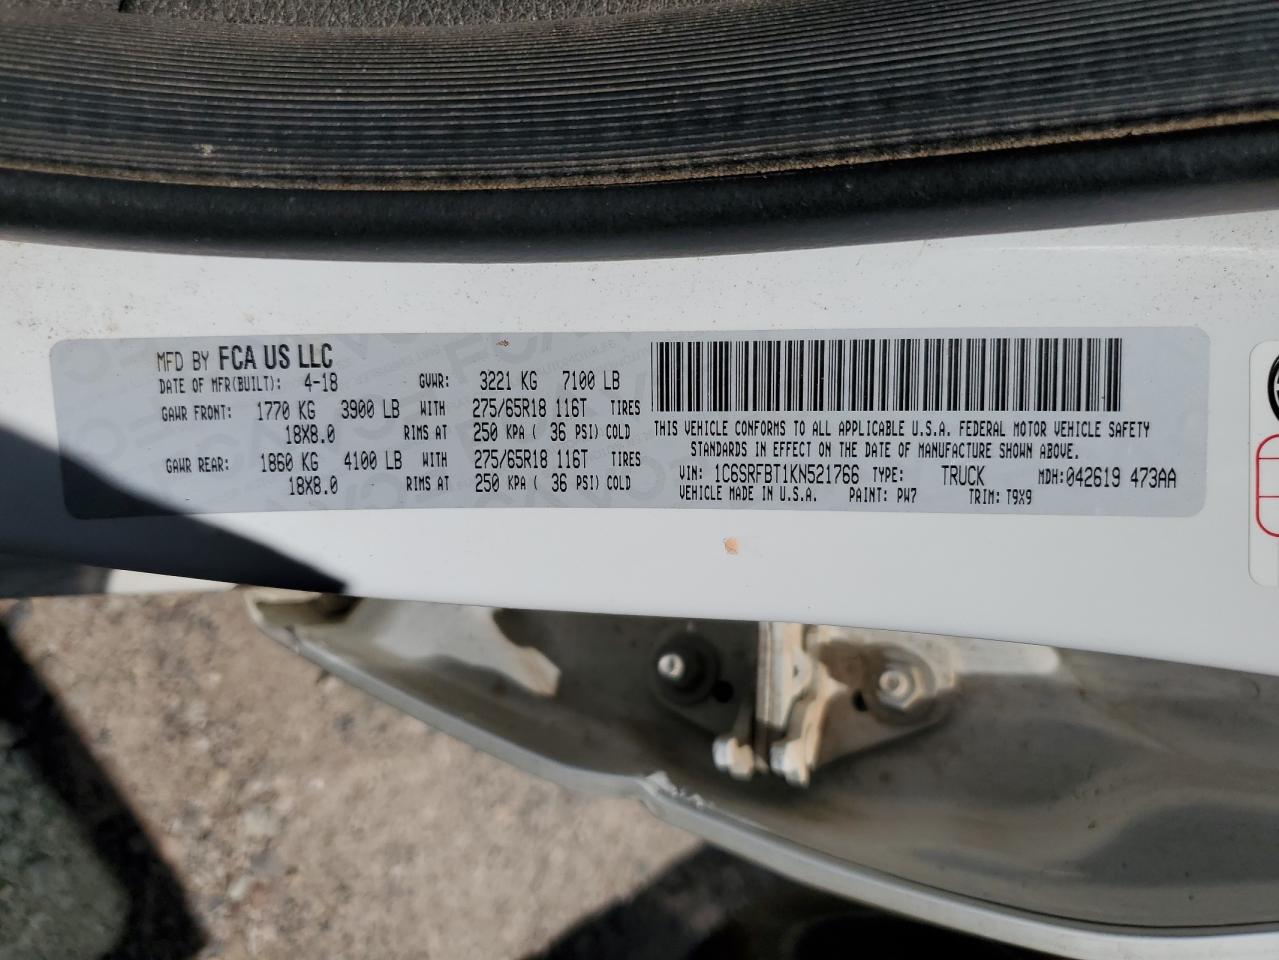 MFD BY FCA US LLC
DATE OF MFR(BUILT): 4-18 GVWR: 3221 KG 7100 LB
GAWR FRONT: 1770 KG 3900 LB WITH 275/65R18 116T TIRES
18X8.0 RIMS AT 250 KPA ( 36 PSI) COLD
GAWR REAR: 1860 KG 4100 LB WITH 275/65R18 116T TIRES
18X8.0 RIMS AT 250 KPA ( 36 PSI) COLD
THIS VEHICLE CONFORMS TO ALL APPLICABLE U.S.A. FEDERAL MOTOR VEHICLE SAFETY
STANDARDS IN EFFECT ON THE DATE OF MANUFACTURE SHOWN ABOVE.
VIN: 1C6SRFBT1KN521766 TYPE: TRUCK MDH:042619 473AA
VEHICLE MADE IN U.S.A. PAINT: PW7 TRIM: T9X9